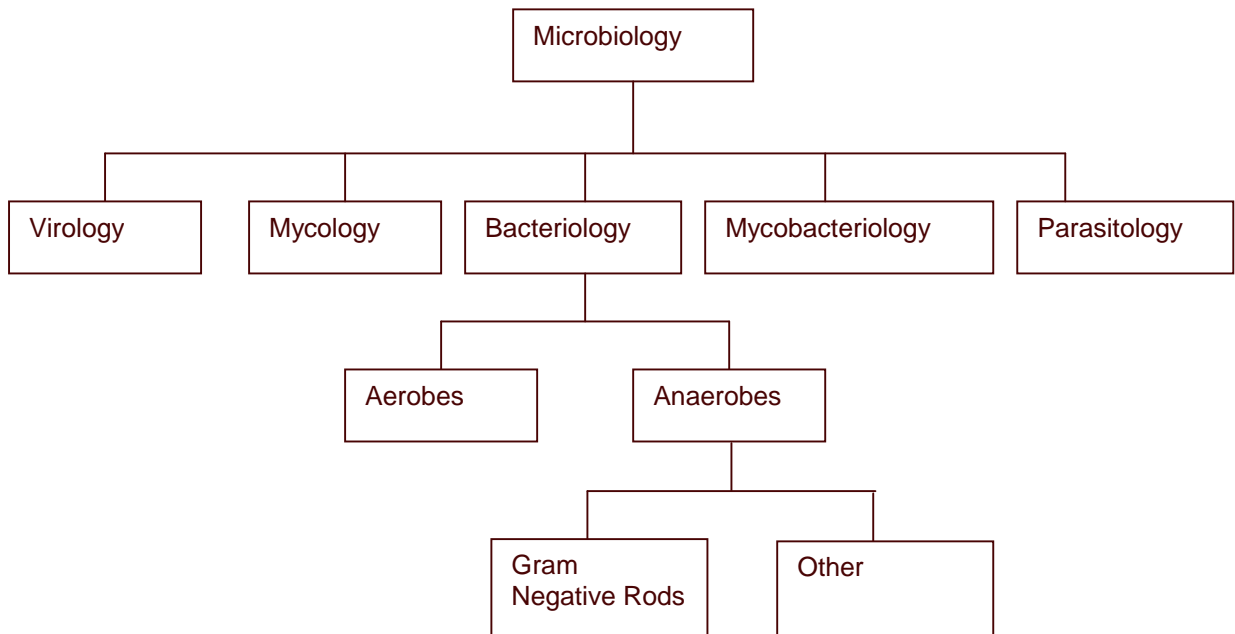 Microbiology
Virology
Mycology
Bacteriology
Mycobacteriology
Parasitology
Aerobes
Anaerobes
Gram
Negative Rods
Other